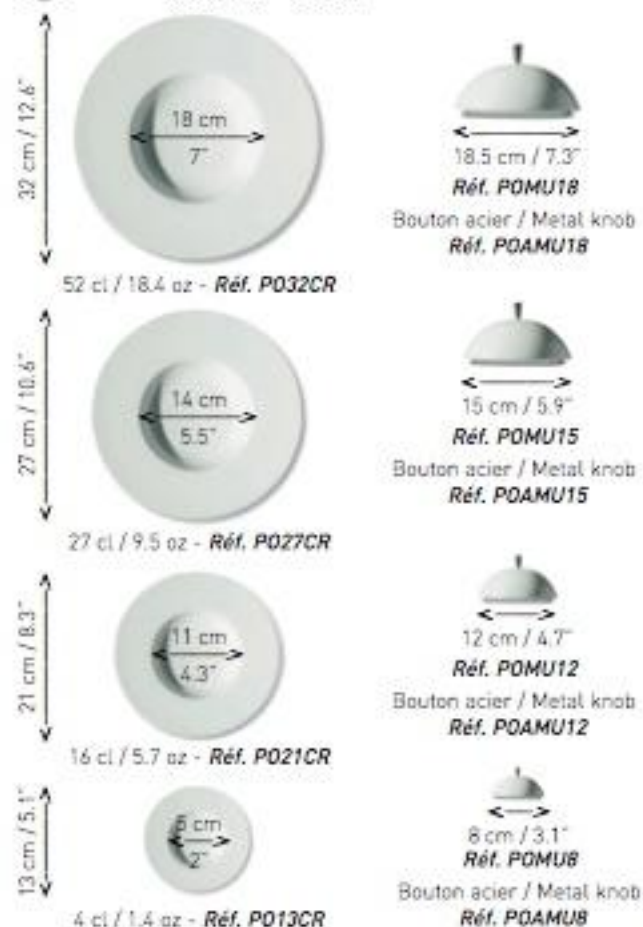 32 cm / 12.6"
18 cm
7"
52 cl / 18.4 oz - Réf. PO32CR
18.5 cm / 7.3"
Réf. POMU18
Bouton acier / Metal knob
Réf. POAMU18
27 cm / 10.6"
14 cm
5.5"
27 cl / 9.5 oz - Réf. PO27CR
15 cm / 5.9"
Réf. POMU15
Bouton acier / Metal knob
Réf. POAMU15
21 cm / 8.3"
11 cm
4.3"
16 cl / 5.7 oz - Réf. PO21CR
12 cm / 4.7"
Réf. POMU12
Bouton acier / Metal knob
Réf. POAMU12
13 cm / 5.1"
cm
2"
4 cl / 1.4 oz - Réf. PO13CR
8 cm / 3.1"
Réf. POMU8
Bouton acier / Metal knob
Réf. POAMU8